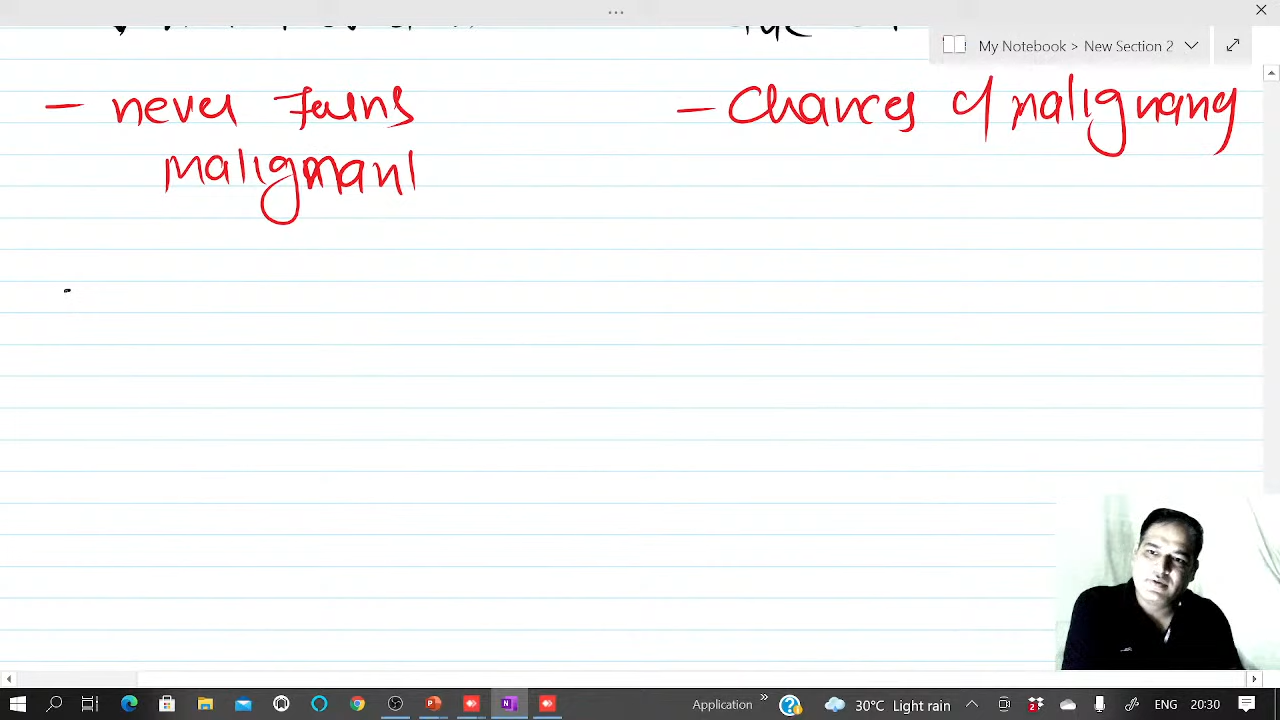 My Notebook > New Section 2
- never turns
malignant
- Chances of malignancy
Application
30°C Light rain
ENG
20:30